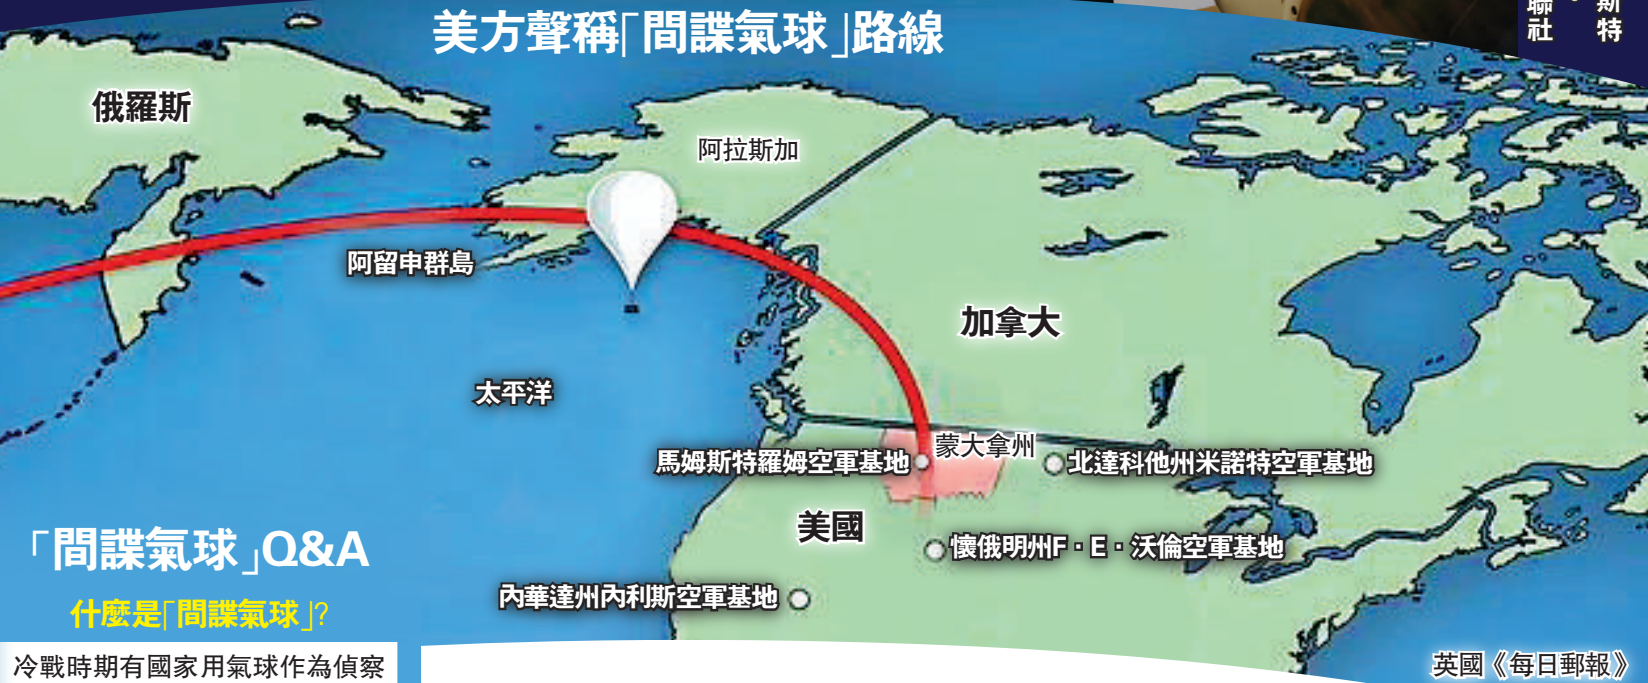 美方聲稱「間諜氣球」路線
聯社
斯特
俄羅斯
阿拉斯加
阿留申群島
加拿大
太平洋
蒙大拿州
馬姆斯特羅姆空軍基地
北達科他州米諾特空軍基地
美國
懷俄明州F·E·沃倫空軍基地
內華達州內利斯空軍基地
「間諜氣球」Q&A
什麼是「間諜氣球」?
冷戰時期有國家用氣球作為偵察
英國《每日郵報》